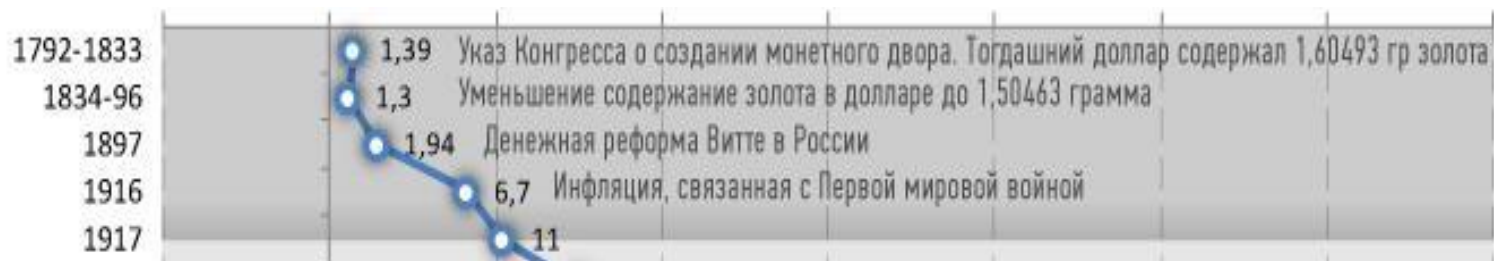 1792-1833 1,39 Указ Конгресса о создании монетного двора. Тогдашний доллар содержал 1,60493 гр золота
1834-96 1,3 Уменьшение содержание золота в долларе до 1,50463 грамма
1897 1,94 Денежная реформа Витте в России
1916 6,7 Инфляция, связанная с Первой мировой войной
1917 11